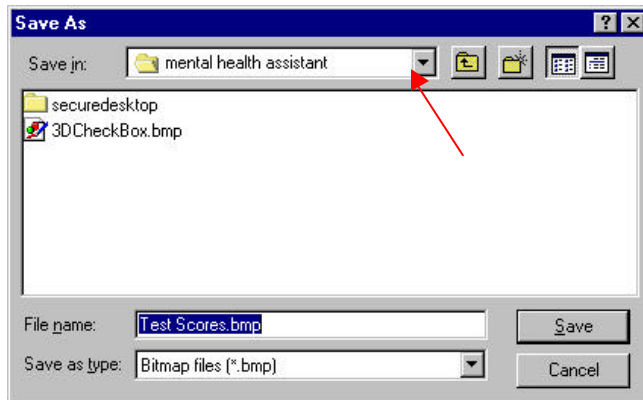 Save As
Save in: mental health assistant
securedesktop
3DCheckBox.bmp
File name: Test Scores.bmp Save
Save as type: Bitmap files (*.bmp) Cancel